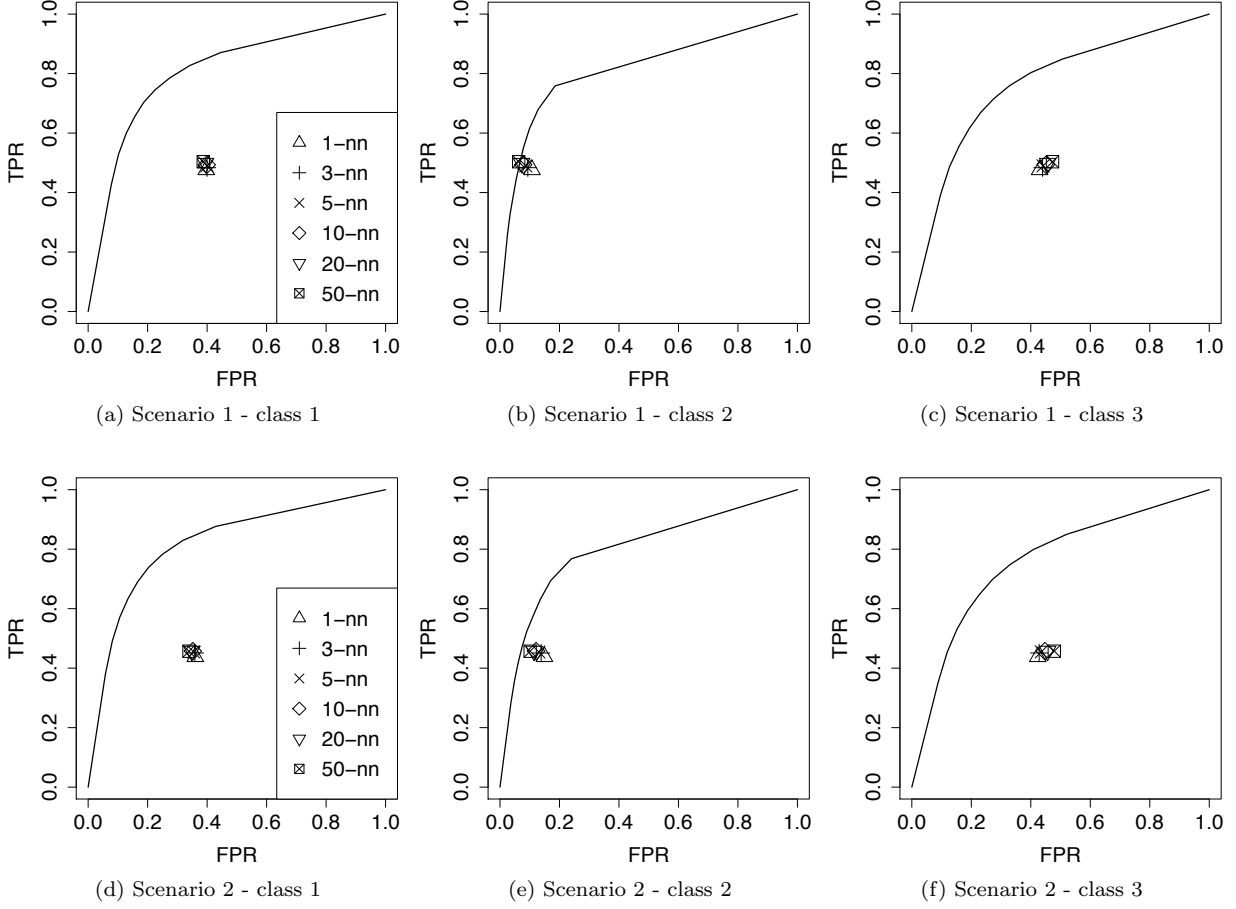 1.0
0.8
0.6
0.4
0.2
0.0
TPR
1-nn
3-nn
5-nn
10-nn
20-nn
50-nn
0.0 0.2 0.4 0.6 0.8 1.0
FPR
(a) Scenario 1 - class 1
1.0
0.8
0.6
0.4
0.2
0.0
TPR
0.0 0.2 0.4 0.6 0.8 1.0
FPR
(b) Scenario 1 - class 2
1.0
0.8
0.6
0.4
0.2
0.0
TPR
0.0 0.2 0.4 0.6 0.8 1.0
FPR
(c) Scenario 1 - class 3
1.0
0.8
0.6
0.4
0.2
0.0
TPR
1-nn
3-nn
5-nn
10-nn
20-nn
50-nn
0.0 0.2 0.4 0.6 0.8 1.0
FPR
(d) Scenario 2 - class 1
1.0
0.8
0.6
0.4
0.2
0.0
TPR
0.0 0.2 0.4 0.6 0.8 1.0
FPR
(e) Scenario 2 - class 2
1.0
0.8
0.6
0.4
0.2
0.0
TPR
0.0 0.2 0.4 0.6 0.8 1.0
FPR
(f) Scenario 2 - class 3